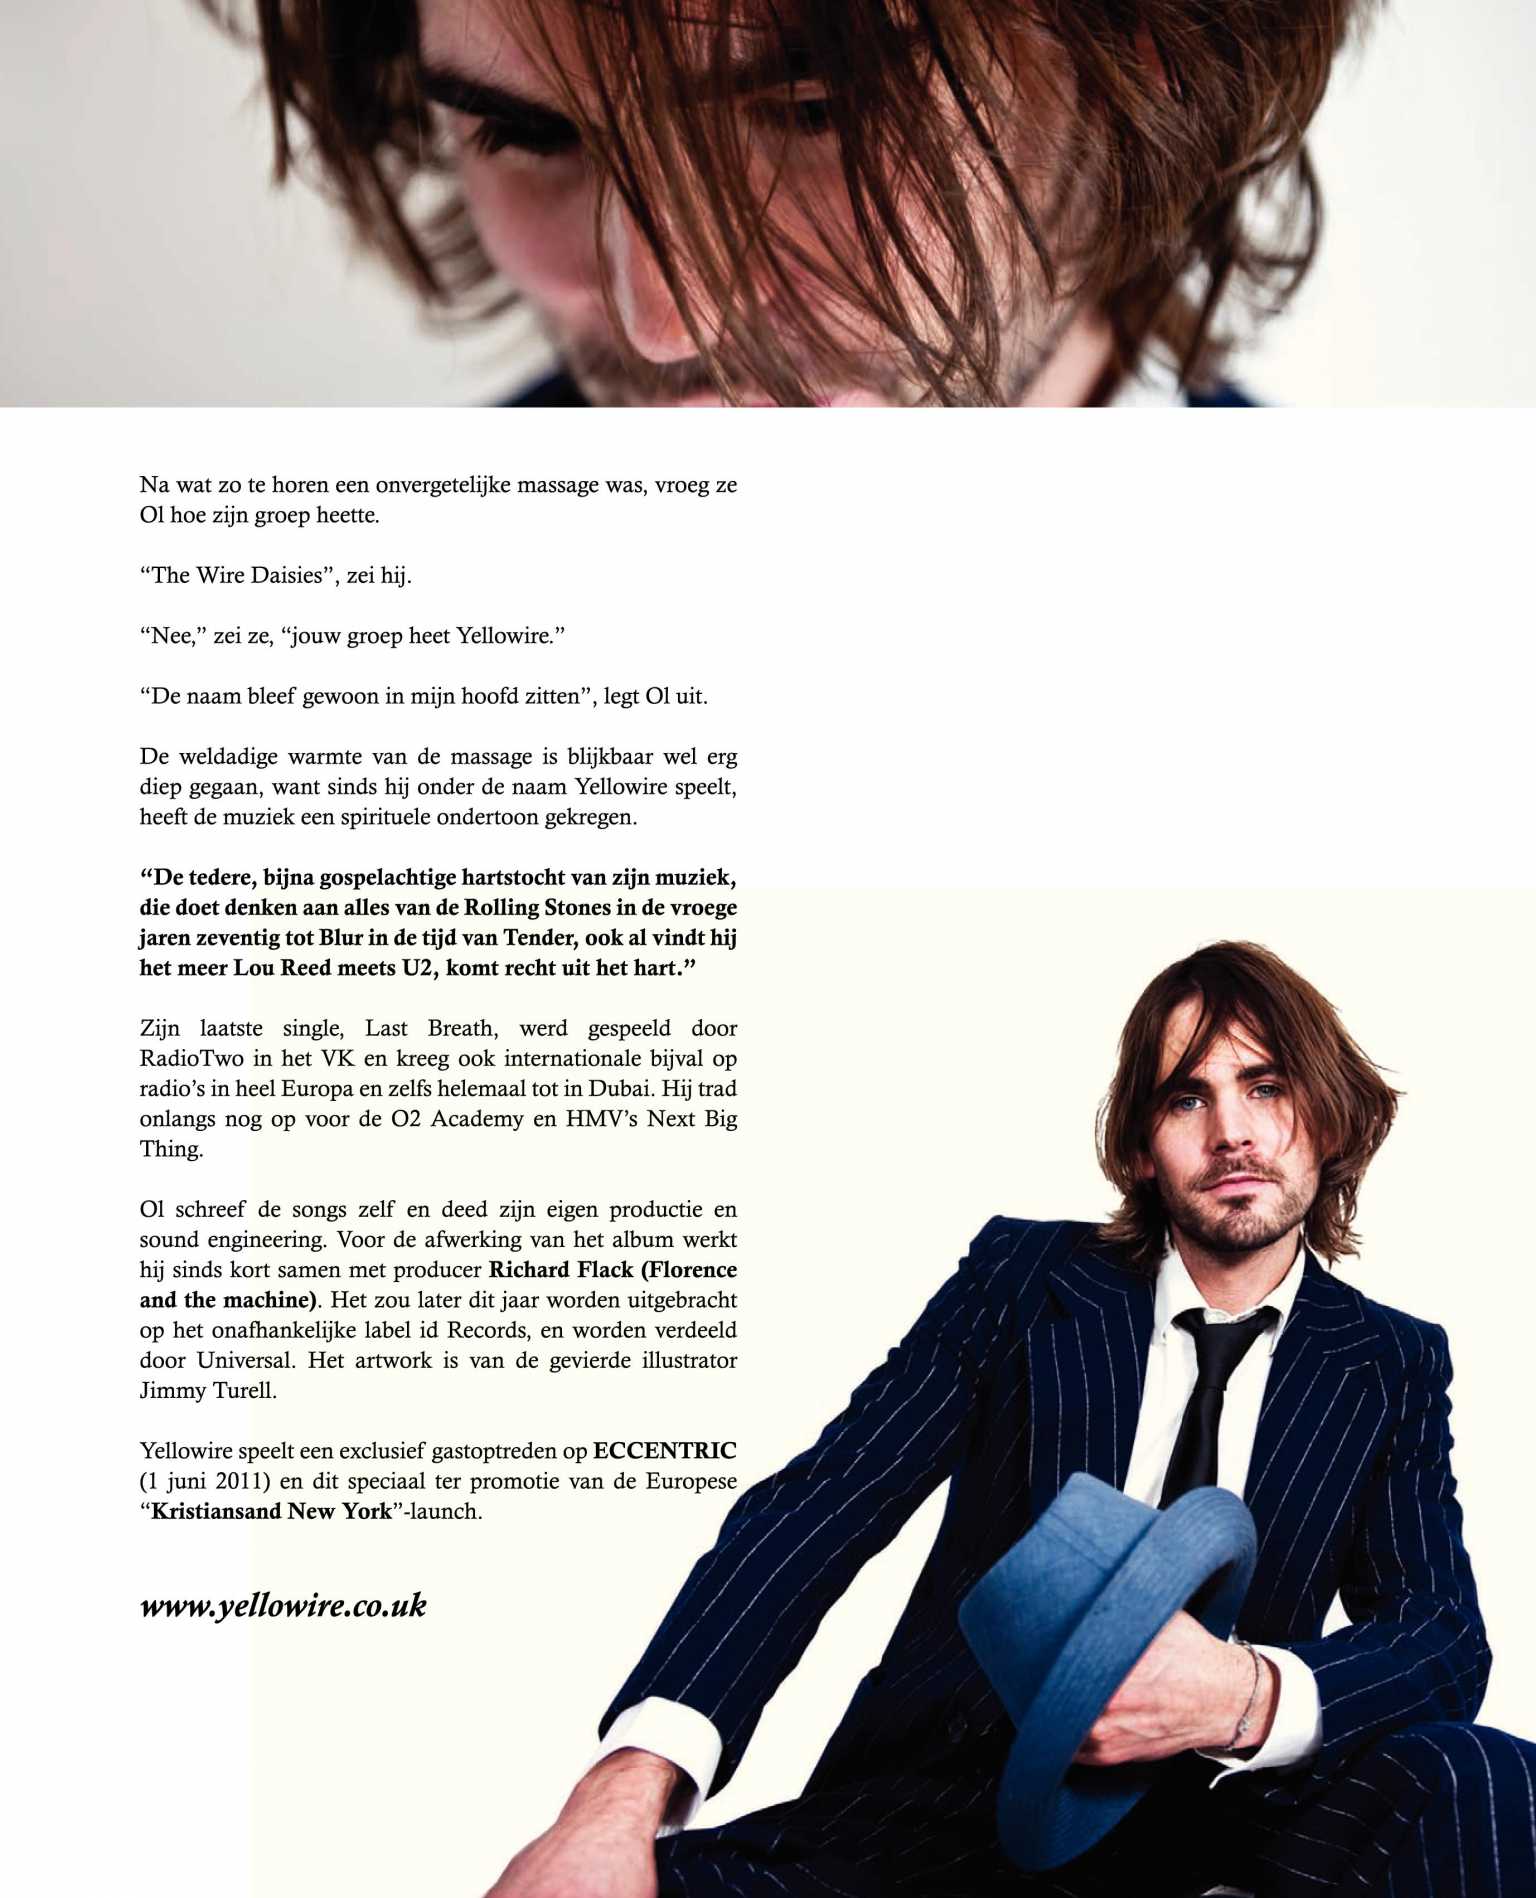 Na wat zo te horen een onvergetelijke massage was, vroeg ze
Ol hoe zijn groep heette.
“The Wire Daisies”, zei hij.
“Nee,” zei ze, “jouw groep heet Yellowire.”
“De naam bleef gewoon in mijn hoofd zitten”, legt Ol uit.
De weldadige warmte van de massage is blijkbaar wel erg
diep gegaan, want sinds hij onder de naam Yellowire speelt,
heeft de muziek een spirituele ondertoon gekregen.
“De tedere, bijna gospelachtige hartstocht van zijn muziek,
die doet denken aan alles van de Rolling Stones in de vroege
jaren zeventig tot Blur in de tijd van Tender, ook al vindt hij
het meer Lou Reed meets U2, komt recht uit het hart.”
Zijn laatste single, Last Breath, werd gespeeld door
RadioTwo in het VK en kreeg ook internationale bijval op
radio’s in heel Europa en zelfs helemaal tot in Dubai. Hij trad
onlangs nog op voor de O2 Academy en HMV’s Next Big
Thing.
Ol schreef de songs zelf en deed zijn eigen productie en
sound engineering. Voor de afwerking van het album werkt
hij sinds kort samen met producer Richard Flack (Florence
and the machine). Het zou later dit jaar worden uitgebracht
op het onafhankelijke label id Records, en worden verdeeld
door Universal. Het artwork is van de gevierde illustrator
Jimmy Turell.
Yellowire speelt een exclusief gastoptreden op ECCENTRIC
(1 juni 2011) en dit speciaal ter promotie van de Europese
“Kristiansand New York”-launch.
www.yellowire.co.uk